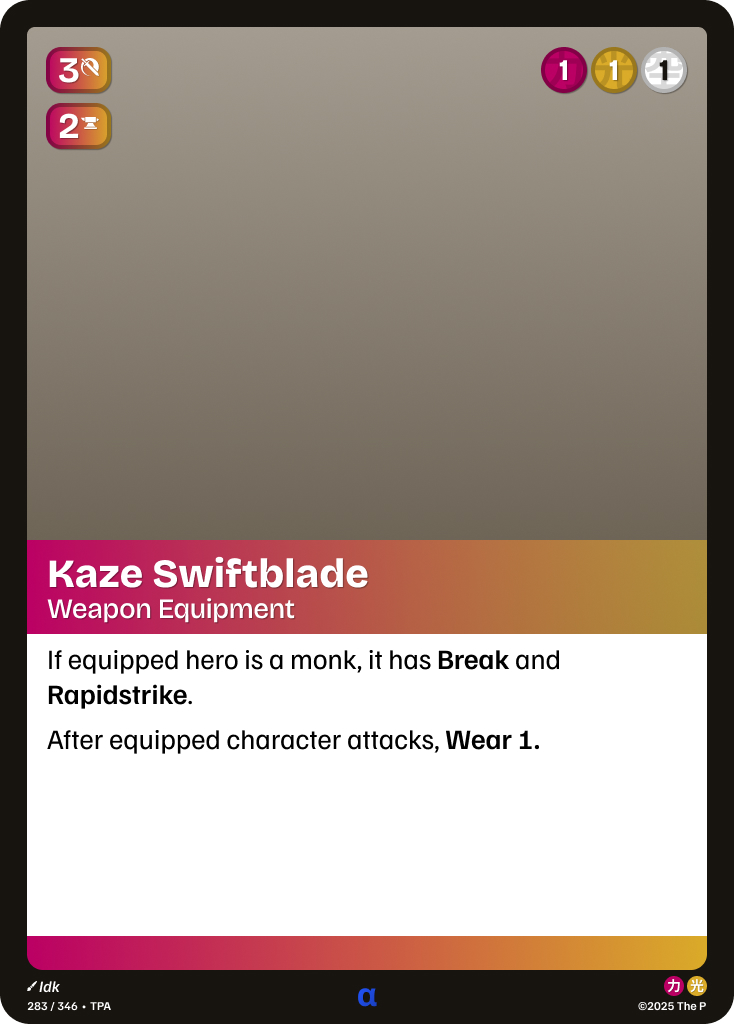 3
2
1 1 1
Kaze Swiftblade
Weapon Equipment
If equipped hero is a monk, it has Break and
Rapidstrike.
After equipped character attacks, Wear 1.
Idk
283 / 346 • TPA
α
力 光
©2025 The P